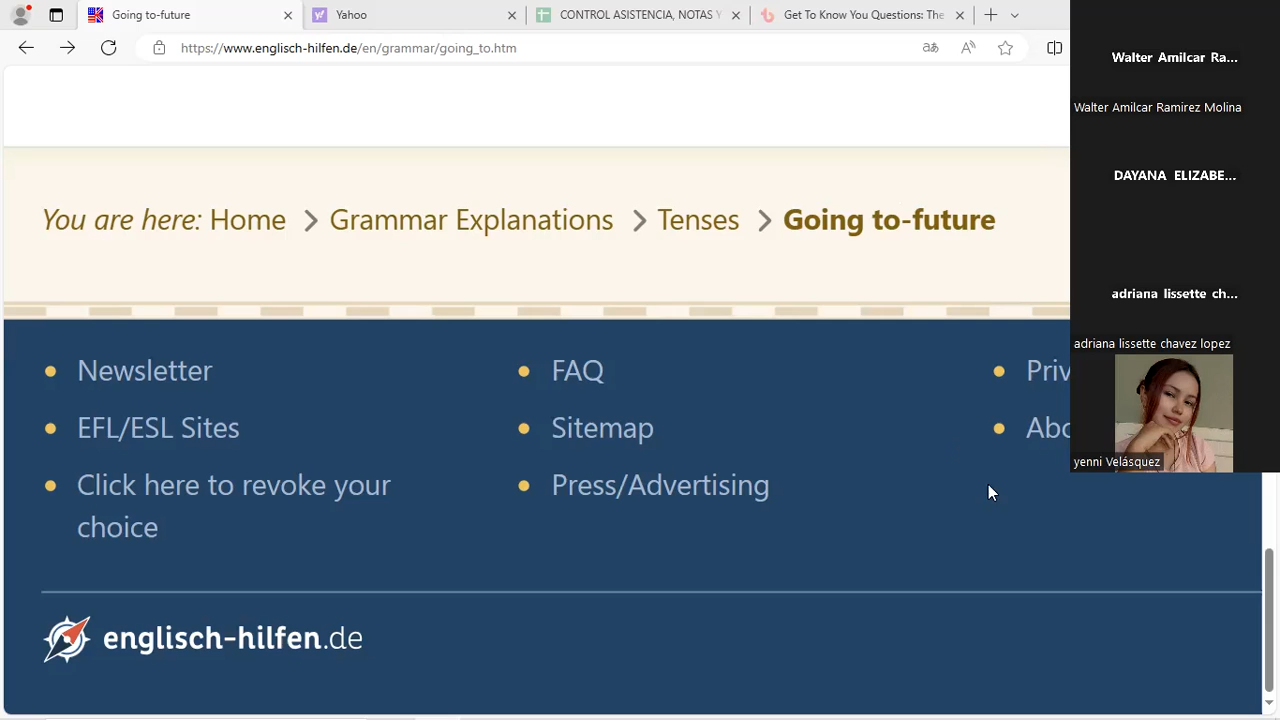 Going to-future
Yahoo
CONTROL ASISTENCIA, NOTAS Y
Get To Know You Questions: The
https://www.englisch-hilfen.de/en/grammar/going_to.htm
You are here: Home > Grammar Explanations > Tenses > Going to-future
Newsletter
FAQ
Priv
EFL/ESL Sites
Sitemap
Abo
Click here to revoke your
choice
Press/Advertising
englisch-hilfen.de
Walter Amilcar Ra...
Walter Amilcar Ramirez Molina
DAYANA ELIZABE...
adriana lissette ch...
adriana lissette chavez lopez
yenni Velásquez